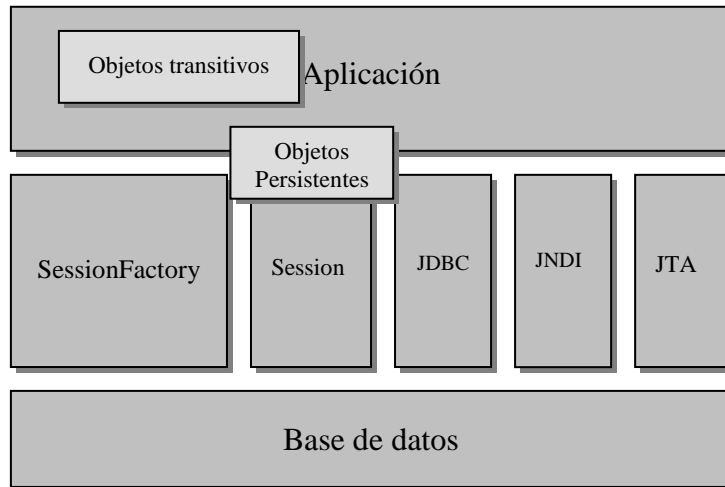 Objetos transitivos
Aplicación
Objetos
Persistentes
SessionFactory
Session
JDBC
JNDI
JTA
Base de datos